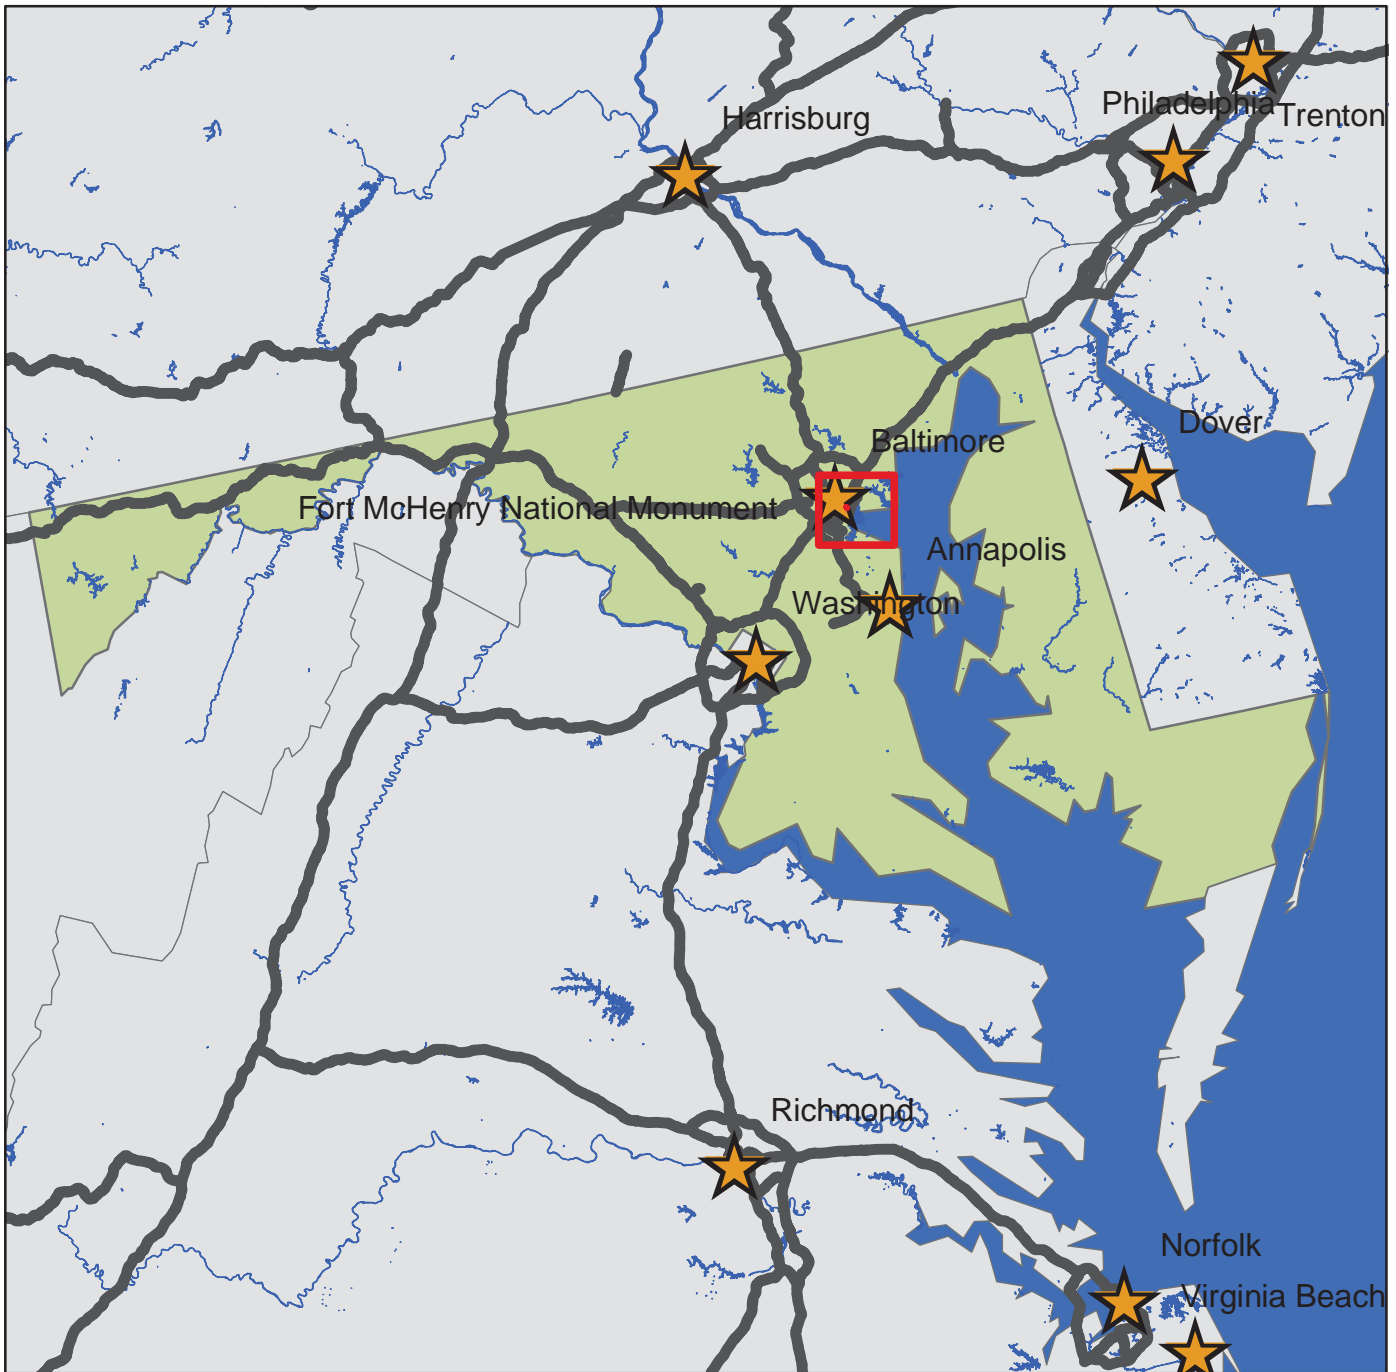 Philadelphia
Trenton
Harrisburg
Dover
Baltimore
Fort McHenry National Monument
Annapolis
Washington
Richmond
Norfolk
Virginia Beach